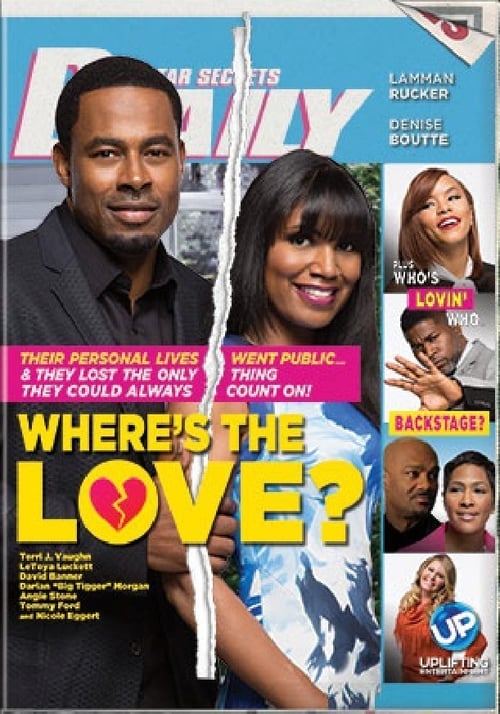 STAR SECRETS
DAILY
LAMMAN
RUCKER
DENISE
BOUTTE
PLUS
WHO'S
LOVIN'
WHO
BACKSTAGE?
THEIR PERSONAL LIVES WENT PUBLIC...
& THEY LOST THE ONLY THING
THEY COULD ALWAYS COUNT ON!
WHERE'S THE
LOVE?
Terri J. Vaughn
LeToya Luckett
David Banner
Darian "Big Tigger" Morgan
Angie Stone
Tommy Ford
and Nicole Eggert
UP
UPLIFTING
ENTERTAINMENT